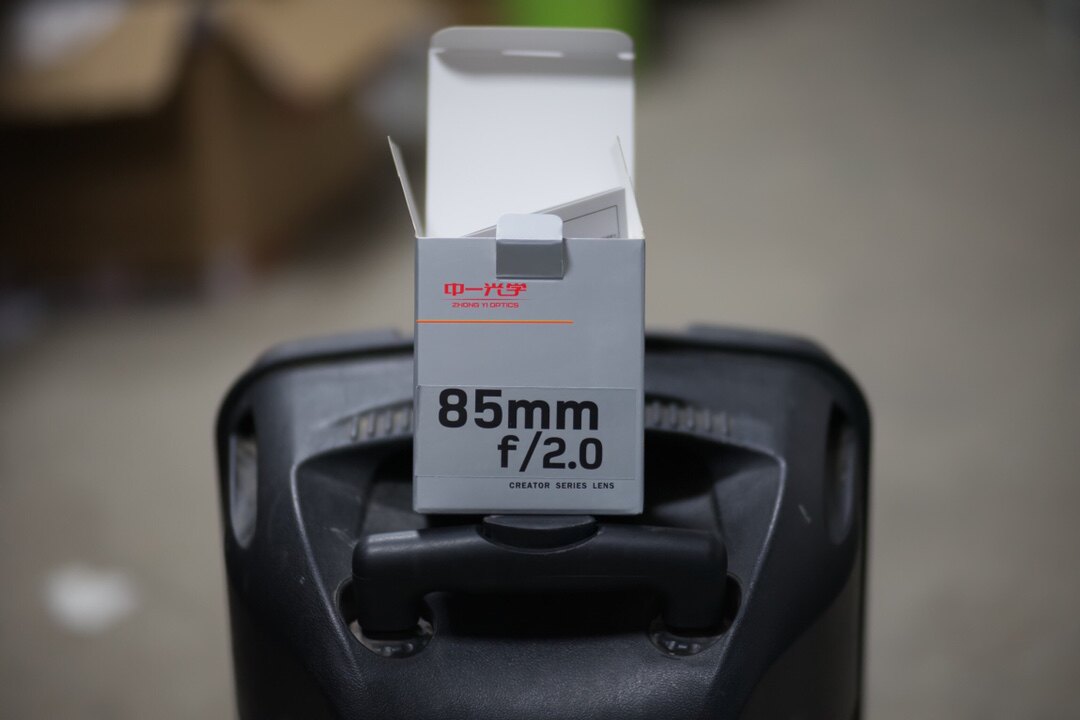 中一光学
ZHONG YI OPTICS
85mm
f/2.0
CREATOR SERIES LENS